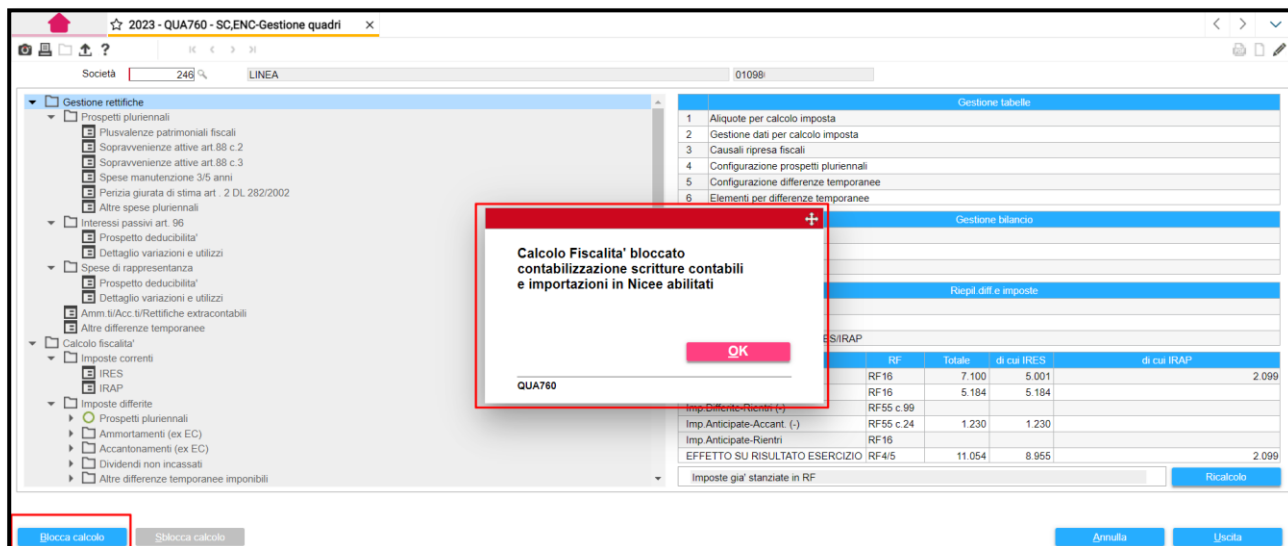 2023 - QUA760 - SC,ENC-Gestione quadri
Società 246 LINEA 01098
Gestione rettifiche
Prospetti pluriennali
Plusvalenze patrimoniali fiscali
Sopravvenienze attive art.88 c.2
Sopravvenienze attive art.88 c.3
Spese manutenzione 3/5 anni
Perizia giurata di stima art . 2 DL 282/2002
Altre spese pluriennali
Interessi passivi art. 96
Prospetto deducibilita'
Dettaglio variazioni e utilizzi
Spese di rappresentanza
Prospetto deducibilita'
Dettaglio variazioni e utilizzi
Amm.ti/Acc.ti/Rettifiche extracontabili
Altre differenze temporanee
Calcolo fiscalita'
Imposte correnti
IRES
IRAP
Imposte differite
Prospetti pluriennali
Ammortamenti (ex EC)
Accantonamenti (ex EC)
Dividendi non incassati
Altre differenze temporanee imponibili
Gestione tabelle
1 Aliquote per calcolo imposta
2 Gestione dati per calcolo imposta
3 Causali ripresa fiscali
4 Configurazione prospetti pluriennali
5 Configurazione differenze temporanee
6 Elementi per differenze temporanee
Gestione bilancio
Riepil.diff.e imposte
ES/IRAP
RF Totale di cui IRES di cui IRAP
RF16 7.100 5.001 2.099
RF16 5.184 5.184
Imp.Differite-Rientri (-) RF55 c.99
Imp.Anticipate-Accant. (-) RF55 c.24 1.230 1.230
Imp.Anticipate-Rientri RF16
EFFETTO SU RISULTATO ESERCIZIO RF4/5 11.054 8.955 2.099
Imposte gia' stanziate in RF Ricalcolo
Calcolo Fiscalita' bloccato
contabilizzazione scritture contabili
e importazioni in Nicee abilitati
OK
QUA760
Blocca calcolo Sblocca calcolo Annulla Uscita